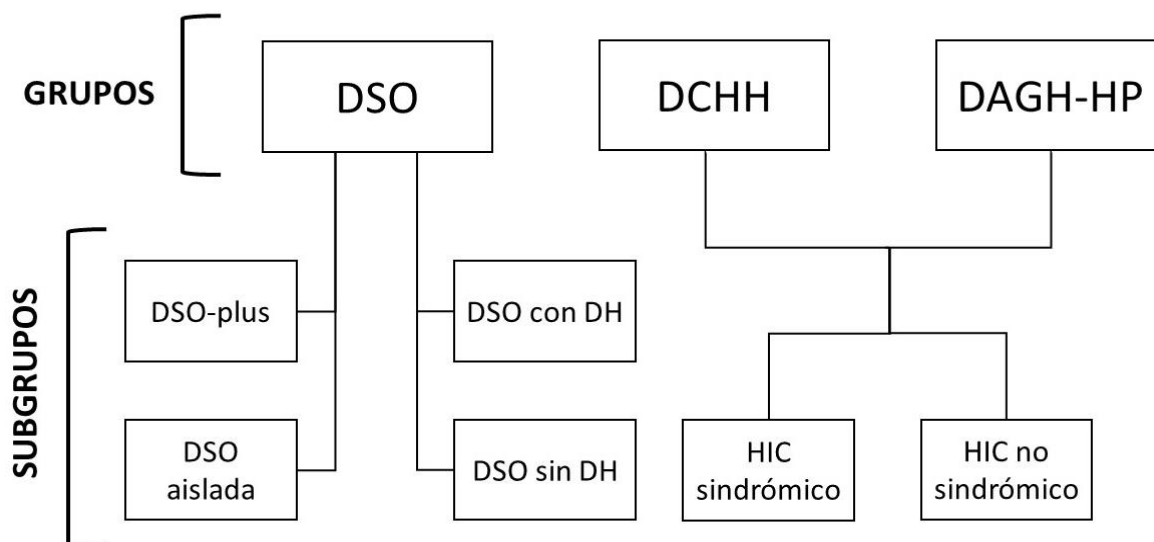 GRUPOS
DSO
DCHH
DAGH-HP
SUBGRUPOS
DSO-plus
DSO con DH
DSO
aislada
DSO sin DH
HIC
sindrómico
HIC no
sindrómico